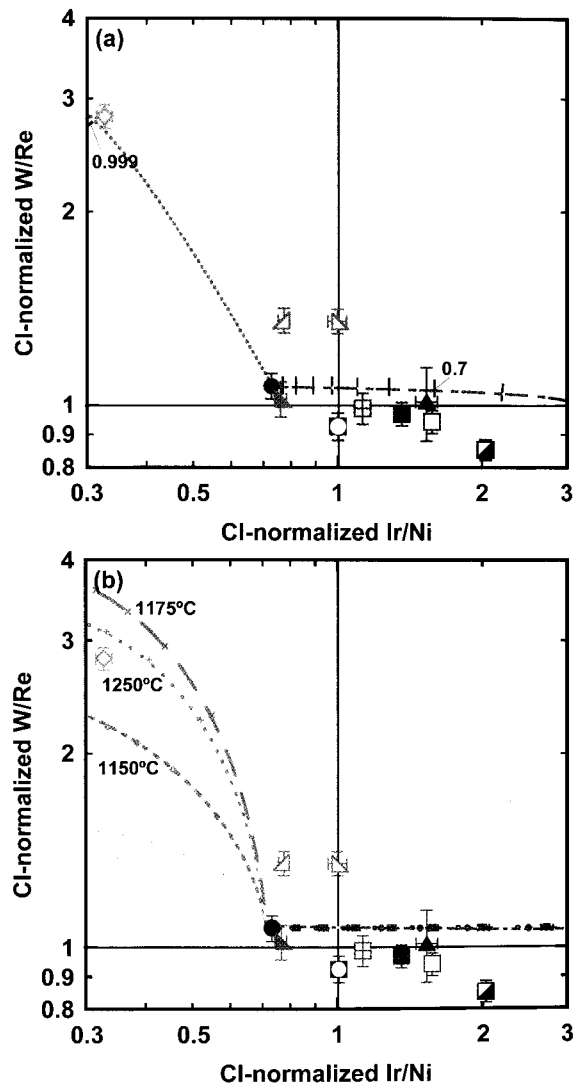 4
(a)
3
0.999
2
CI-normalized W/Re
0.7
1
0.9
0.8
0.3 0.5 1 2 3
CI-normalized Ir/Ni
4
(b)
1175ºC
3
1250ºC
CI-normalized W/Re
2
1150ºC
1
0.9
0.8
0.3 0.5 1 2 3
CI-normalized Ir/Ni